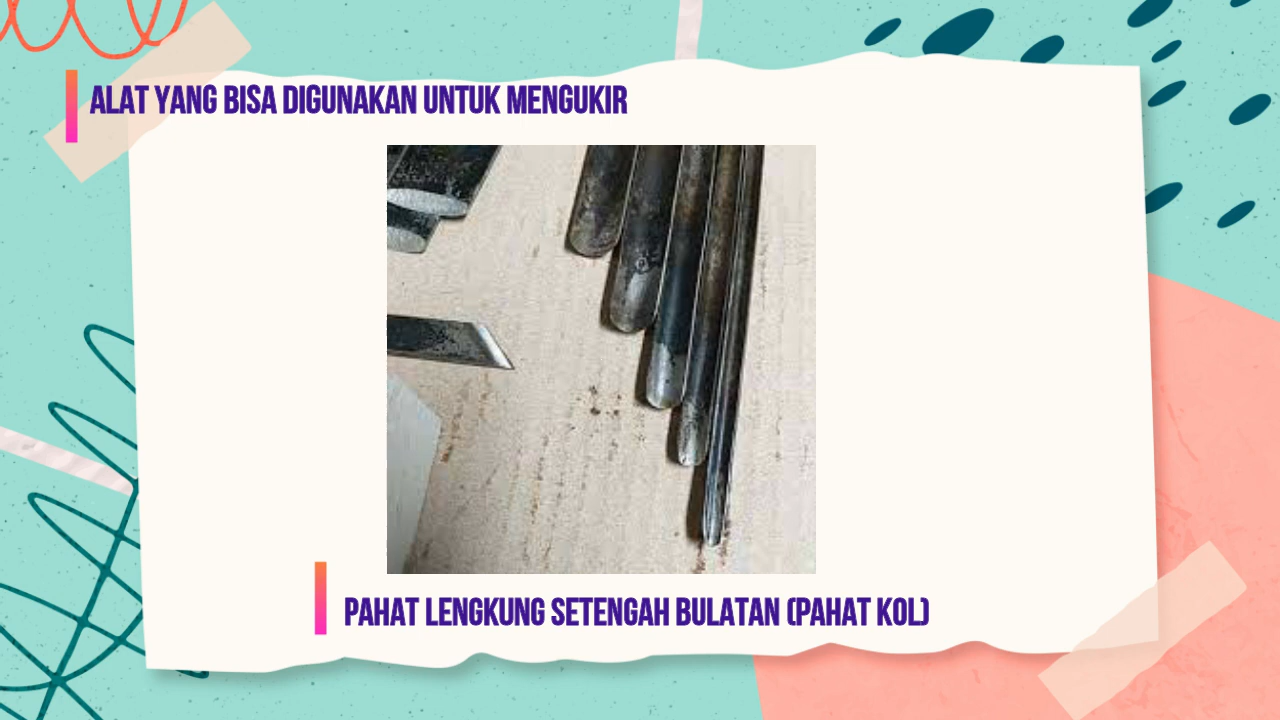 ALAT YANG BISA DIGUNAKAN UNTUK MENGUKIR
PAHAT LENGKUNG SETENGAH BULATAN (PAHAT KOL)